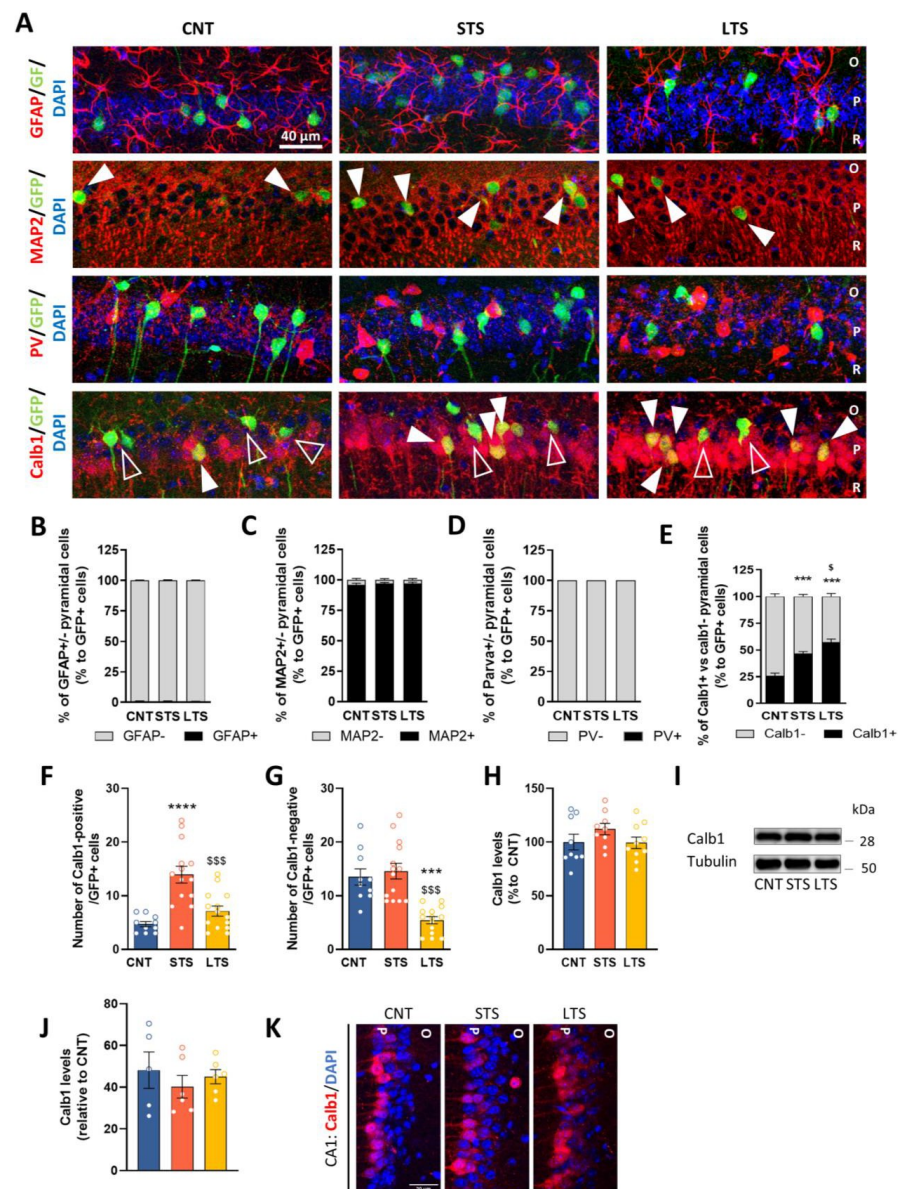 A
CNT STS LTS
GFAP/GF/
DAPI
40 µm
O
P
R
MAP2/GFP/
DAPI
O
P
R
PV/GFP/
DAPI
O
P
R
Calb1/GFP/
DAPI
O
P
R
B
% of GFAP+/- pyramidal cells
(% to GFP+ cells)
125
100
75
50
25
0
CNT STS LTS
GFAP- GFAP+
C
% of MAP2+/- pyramidal cells
(% to GFP+ cells)
125
100
75
50
25
0
CNT STS LTS
MAP2- MAP2+
D
% of Parva+/- pyramidal cells
(% to GFP+ cells)
125
100
75
50
25
0
CNT STS LTS
PV- PV+
E
% of Calb1+ vs calb1- pyramidal cells
(% to GFP+ cells)
125
100
75
50
25
0
***
$
***
CNT STS LTS
Calb1- Calb1+
F
Number of Calb1-positive
/GFP+ cells
30
20
10
0
****
$$$
CNT STS LTS
G
Number of Calb1-negative
/GFP+ cells
30
20
10
0
***
$$$
CNT STS LTS
H
Calb1 levels
(%to CNT)
150
100
50
0
CNT STS LTS
I
kDa
Calb1 – 28
Tubulin – 50
CNT STS LTS
J
Calb1 levels
(relative to CNT)
80
60
40
20
0
K
CNT STS LTS
P O
P O
P O
CA1: Calb1/DAPI